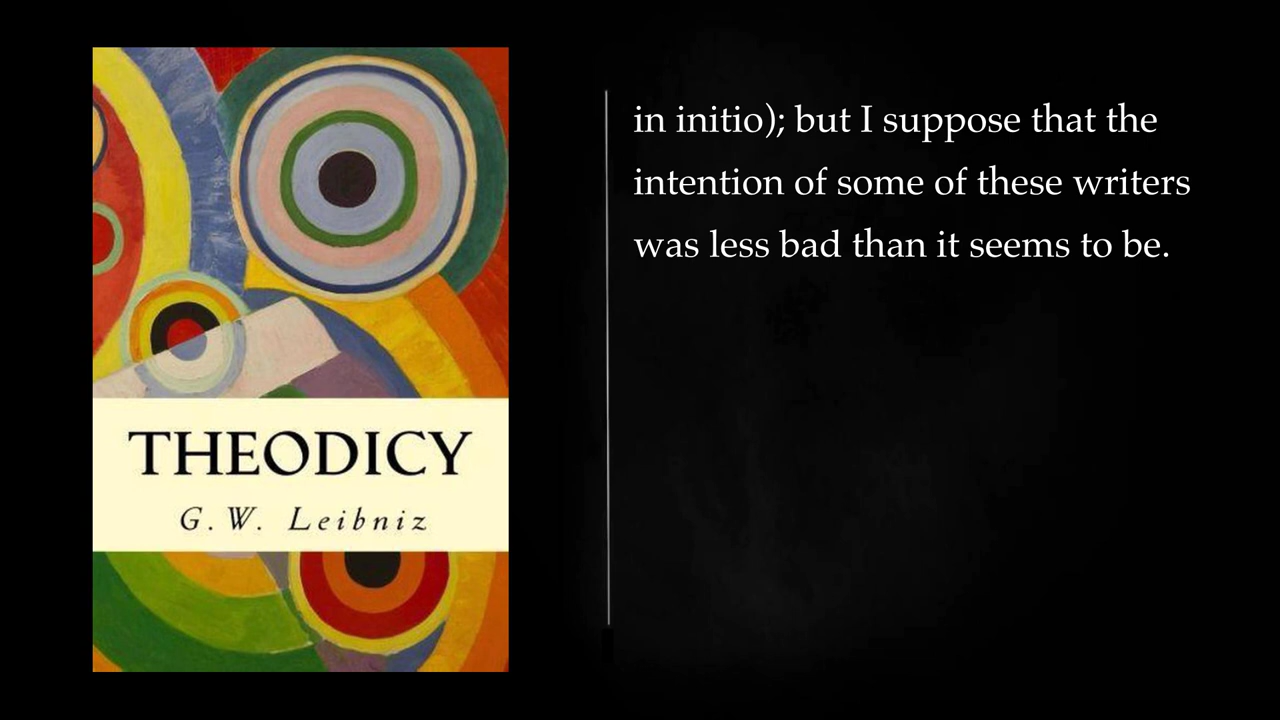 THEODICY
G.W. Leibniz
in initio); but I suppose that the
intention of some of these writers
was less bad than it seems to be.